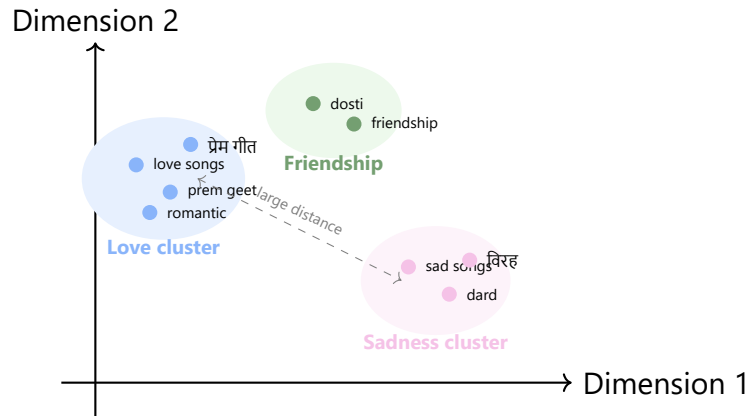 Dimension 2
dosti
friendship
Friendship
प्रेम गीत
love songs
prem geet
romantic
Love cluster
large distance
sad songs
विरह
dard
Sadness cluster
Dimension 1